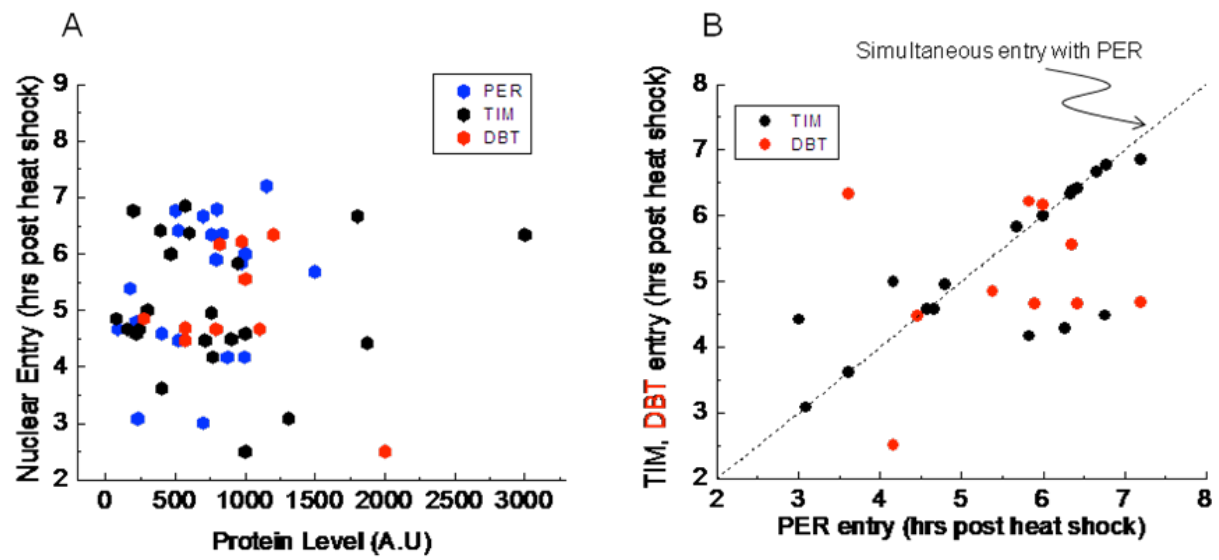 A
Nuclear Entry (hrs post heat shock)
9
8
7
6
5
4
3
2
PER
TIM
DBT
0 500 1000 1500 2000 2500 3000
Protein Level (A.U)
B
Simultaneous entry with PER
TIM, DBT entry (hrs post heat shock)
8
7
6
5
4
3
2
TIM
DBT
2 3 4 5 6 7 8
PER entry (hrs post heat shock)